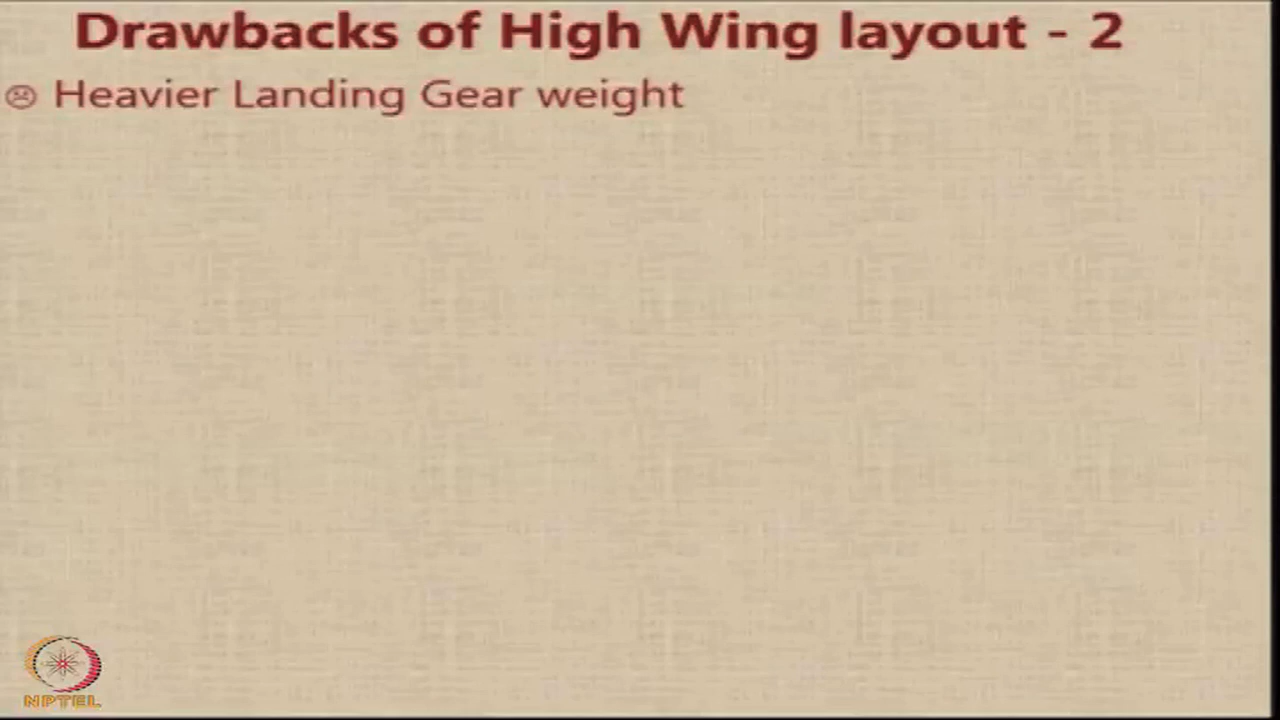 Drawbacks of High Wing layout - 2
☹ Heavier Landing Gear weight
NPTEL